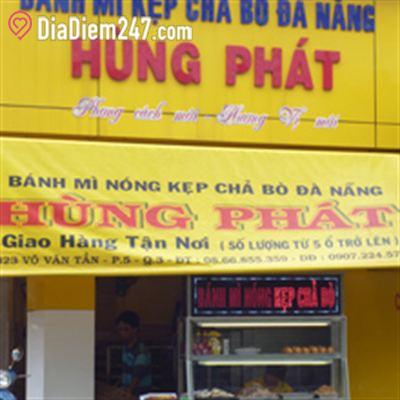 BÁNH MÌ KẸP CHẢ BÒ ĐÀ NẴNG
DiaDiem247.com
HÙNG PHÁT
Phong cách mới - Hương Vị mới
BÁNH MÌ NÓNG KẸP CHẢ BÒ ĐÀ NẴNG
HÙNG PHÁT
Giao Hàng Tận Nơi ( SỐ LƯỢNG TỪ 5 Ổ TRỞ LÊN )
VÕ VĂN TẦN - P.5 - Q.3 - ĐT : 08.66.855.359 - DĐ : 0907.224.57
BÁNH MÌ NÓNG KẸP CHẢ BÒ